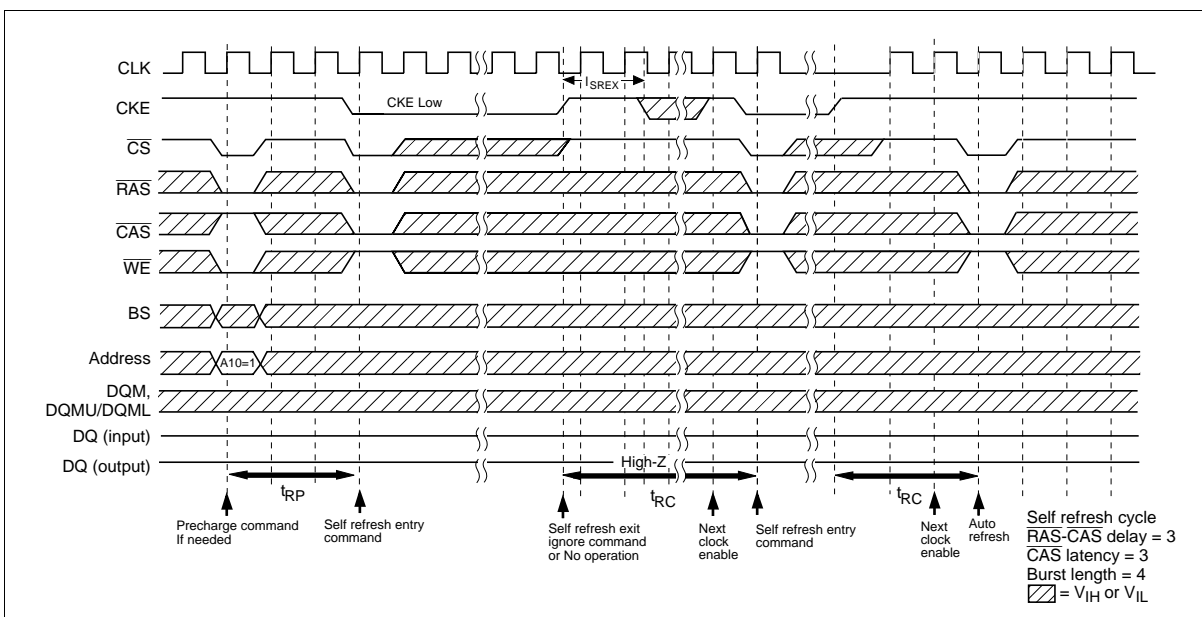 CLK
lSREX
CKE
CKE Low
CS
RAS
CAS
WE
BS
Address
A10=1
DQM,
DQMU/DQML
DQ (input)
DQ (output)
High-Z
tRP
tRC
tRC
Precharge command
If needed
Self refresh entry
command
Self refresh exit
ignore command
or No operation
Next
clock
enable
Self refresh entry
command
Next
clock
enable
Auto
refresh
Self refresh cycle
RAS-CAS delay = 3
CAS latency = 3
Burst length = 4
= VIH or VIL